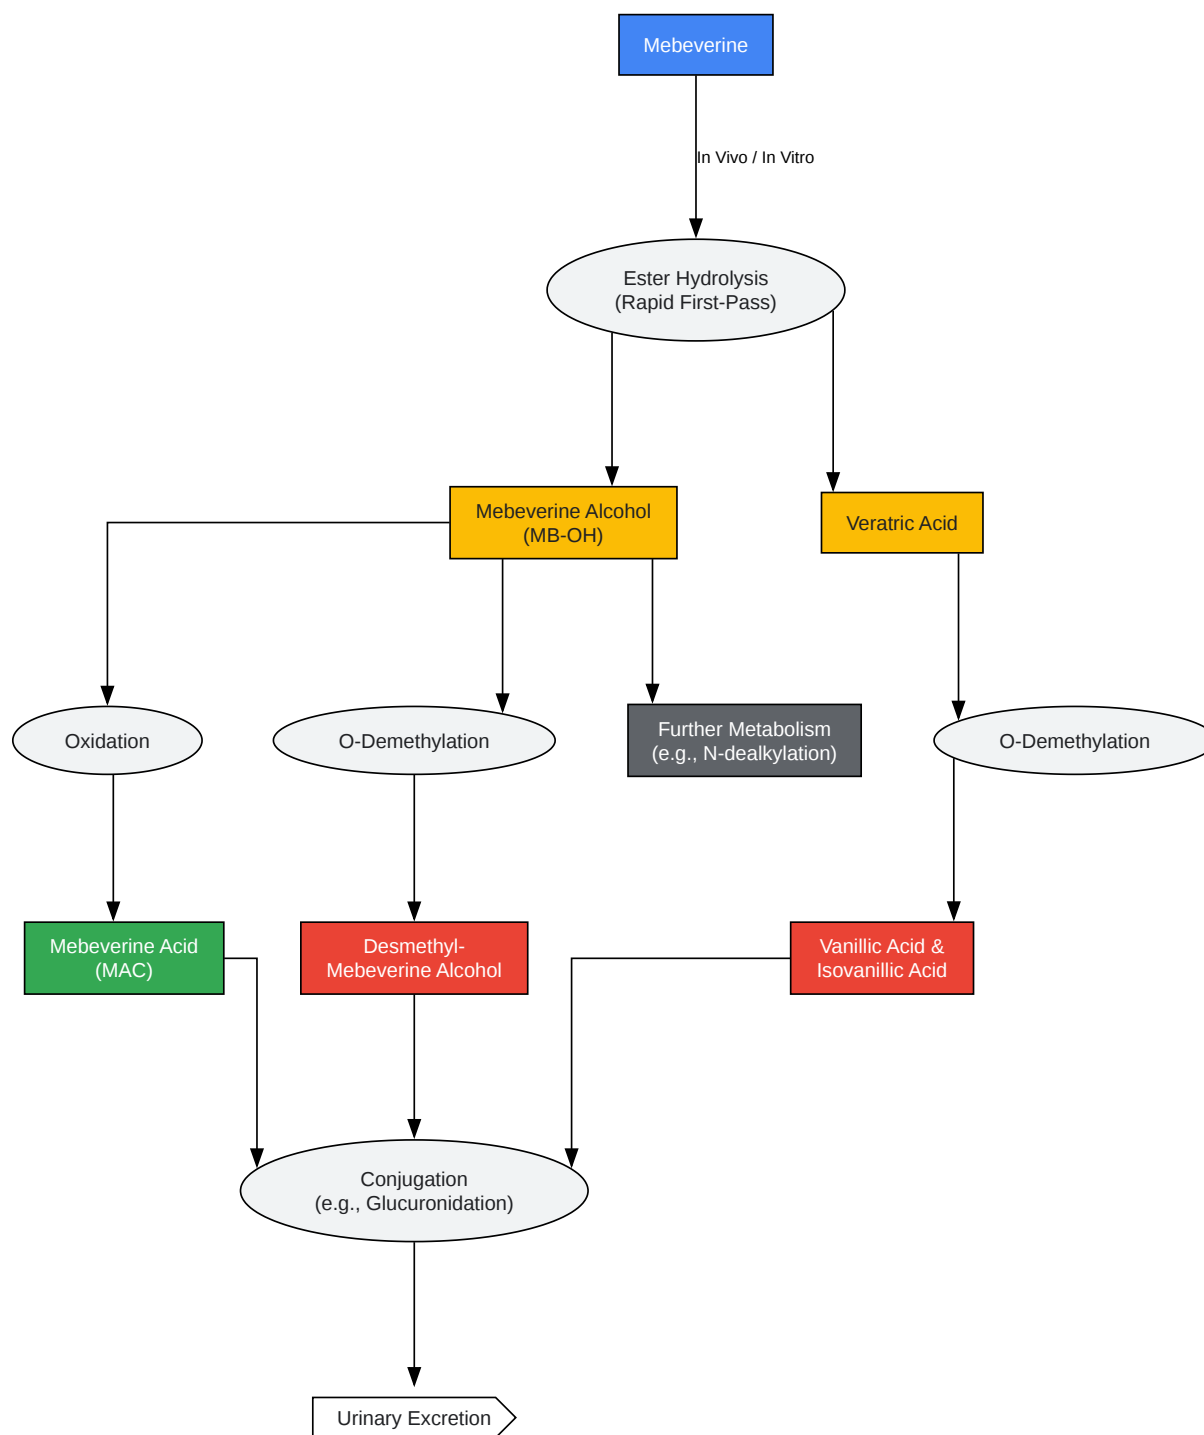 Mebeverine
In Vivo / In Vitro
Ester Hydrolysis
(Rapid First-Pass)
Mebeverine Alcohol
(MB-OH)
Veratric Acid
Oxidation
O-Demethylation
Further Metabolism
(e.g., N-dealkylation)
O-Demethylation
Mebeverine Acid
(MAC)
Desmethyl-
Mebeverine Alcohol
Vanillic Acid &
Isovanillic Acid
Conjugation
(e.g., Glucuronidation)
Urinary Excretion